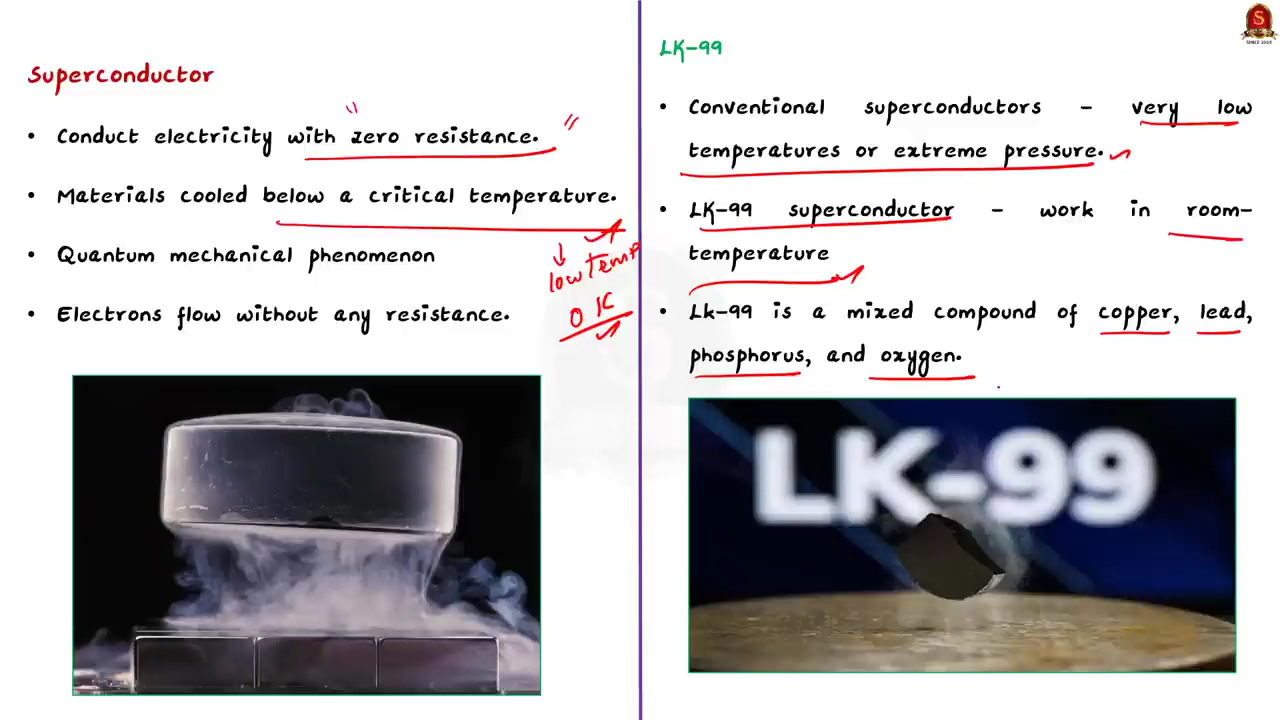 Superconductor
• Conduct electricity with "zero resistance."
• Materials cooled below a critical temperature.
• Quantum mechanical phenomenon
• Electrons flow without any resistance.
↓
low Temp
0 K
LK-99
• Conventional superconductors - very low
temperatures or extreme pressure.
• LK-99 superconductor - work in room-
temperature
• Lk-99 is a mixed compound of copper, lead,
phosphorus, and oxygen.
LK-99
S
SINCE 2004